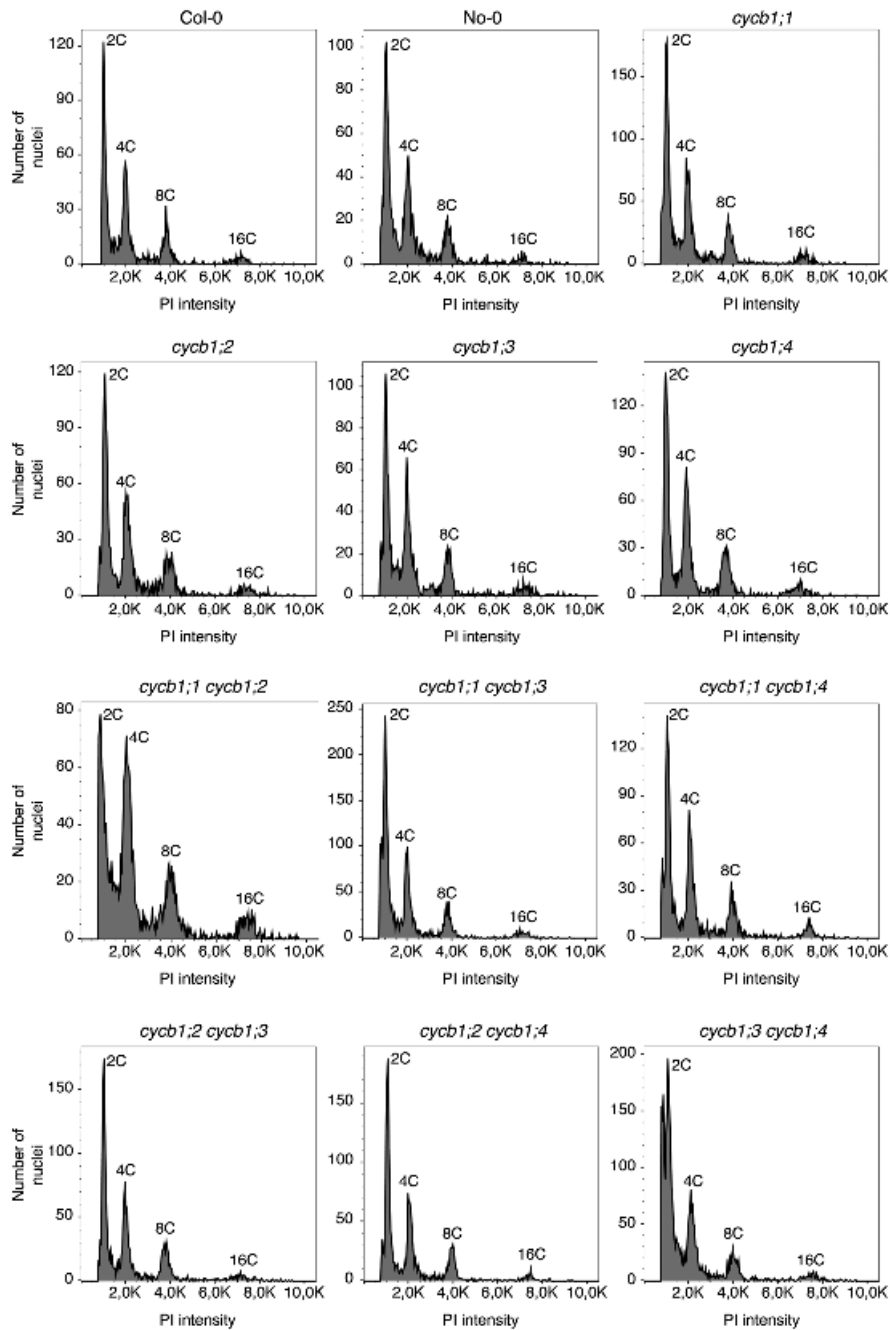 Col-0 No-0 cycb1;1
120 90 60 30 0 Number of nuclei 2C 4C 8C 16C
100 80 60 40 20 0 2C 4C 8C 16C
150 100 50 0 2C 4C 8C 16C
2,0K 4,0K 6,0K 8,0K 10,0K 2,0K 4,0K 6,0K 8,0K 10,0K 2,0K 4,0K 6,0K 8,0K 10,0K
PI intensity PI intensity PI intensity
cycb1;2 cycb1;3 cycb1;4
120 90 60 30 0 Number of nuclei 2C 4C 8C 16C
100 80 60 40 20 0 2C 4C 8C 16C
120 90 60 30 0 2C 4C 8C 16C
2,0K 4,0K 6,0K 8,0K 10,0K 2,0K 4,0K 6,0K 8,0K 10,0K 2,0K 4,0K 6,0K 8,0K 10,0K
PI intensity PI intensity PI intensity
cycb1;1 cycb1;2 cycb1;1 cycb1;3 cycb1;1 cycb1;4
80 60 40 20 0 Number of nuclei 2C 4C 8C 16C
250 200 150 100 50 0 2C 4C 8C 16C
120 90 60 30 0 2C 4C 8C 16C
2,0K 4,0K 6,0K 8,0K 10,0K 2,0K 4,0K 6,0K 8,0K 10,0K 2,0K 4,0K 6,0K 8,0K 10,0K
PI intensity PI intensity PI intensity
cycb1;2 cycb1;3 cycb1;2 cycb1;4 cycb1;3 cycb1;4
150 100 50 0 Number of nuclei 2C 4C 8C 16C
150 100 50 0 2C 4C 8C 16C
200 150 100 50 0 2C 4C 8C 16C
2,0K 4,0K 6,0K 8,0K 10,0K 2,0K 4,0K 6,0K 8,0K 10,0K 2,0K 4,0K 6,0K 8,0K 10,0K
PI intensity PI intensity PI intensity